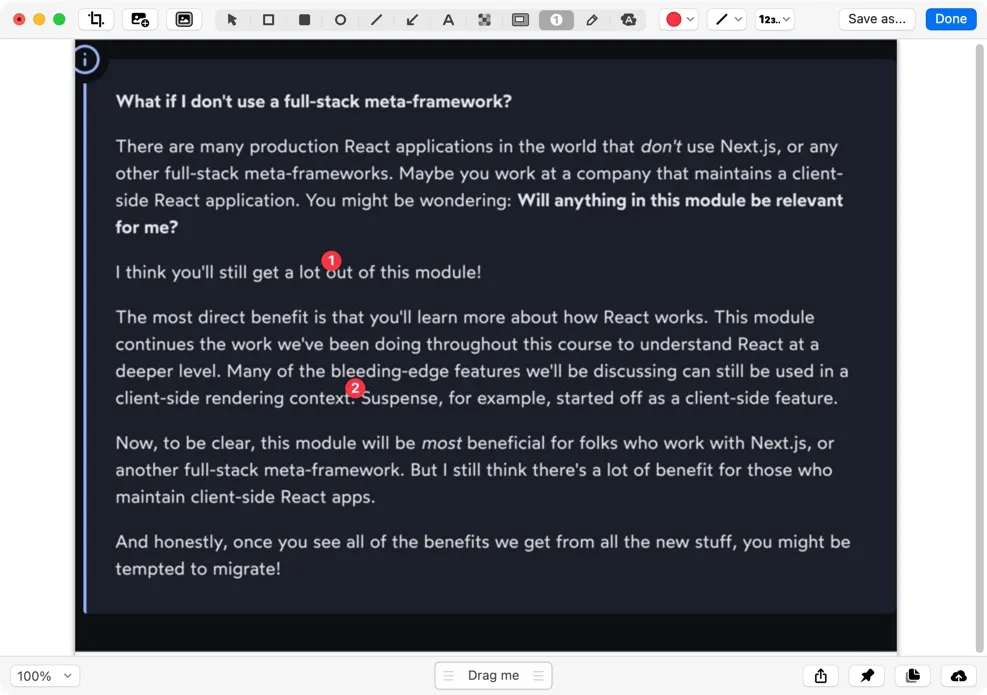 A
1
A
123..
Save as...
Done
i
What if I don't use a full-stack meta-framework?
There are many production React applications in the world that don't use Next.js, or any
other full-stack meta-frameworks. Maybe you work at a company that maintains a client-
side React application. You might be wondering: Will anything in this module be relevant
for me?
1
I think you'll still get a lot out of this module!
The most direct benefit is that you'll learn more about how React works. This module
continues the work we've been doing throughout this course to understand React at a
deeper level. Many of the bleeding-edge features we'll be discussing can still be used in a
2
client-side rendering context. Suspense, for example, started off as a client-side feature.
Now, to be clear, this module will be most beneficial for folks who work with Next.js, or
another full-stack meta-framework. But I still think there's a lot of benefit for those who
maintain client-side React apps.
And honestly, once you see all of the benefits we get from all the new stuff, you might be
tempted to migrate!
100%
Drag me